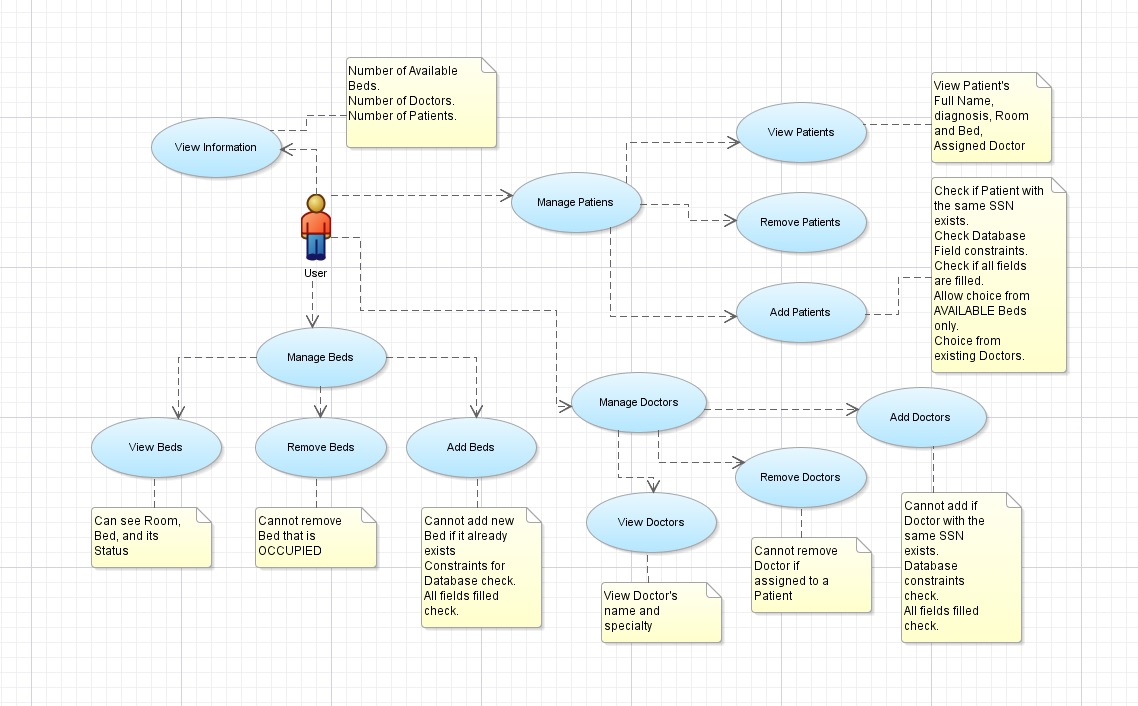 Number of Available
Beds.
Number of Doctors.
Number of Patients.
View Information
User
Manage Patiens
View Patients
View Patient's
Full Name,
diagnosis, Room
and Bed,
Assigned Doctor
Remove Patients
Add Patients
Check if Patient with
the same SSN
exists.
Check Database
Field constraints.
Check if all fields
are filled.
Allow choice from
AVAILABLE Beds
only.
Choice from
existing Doctors.
Manage Beds
View Beds
Remove Beds
Add Beds
Can see Room,
Bed, and its
Status
Cannot remove
Bed that is
OCCUPIED
Cannot add new
Bed if it already
exists
Constraints for
Database check.
All fields filled
check.
Manage Doctors
Add Doctors
Remove Doctors
View Doctors
View Doctor's
name and
specialty
Cannot remove
Doctor if
assigned to a
Patient
Cannot add if
Doctor with the
same SSN
exists.
Database
constraints
check.
All fields filled
check.